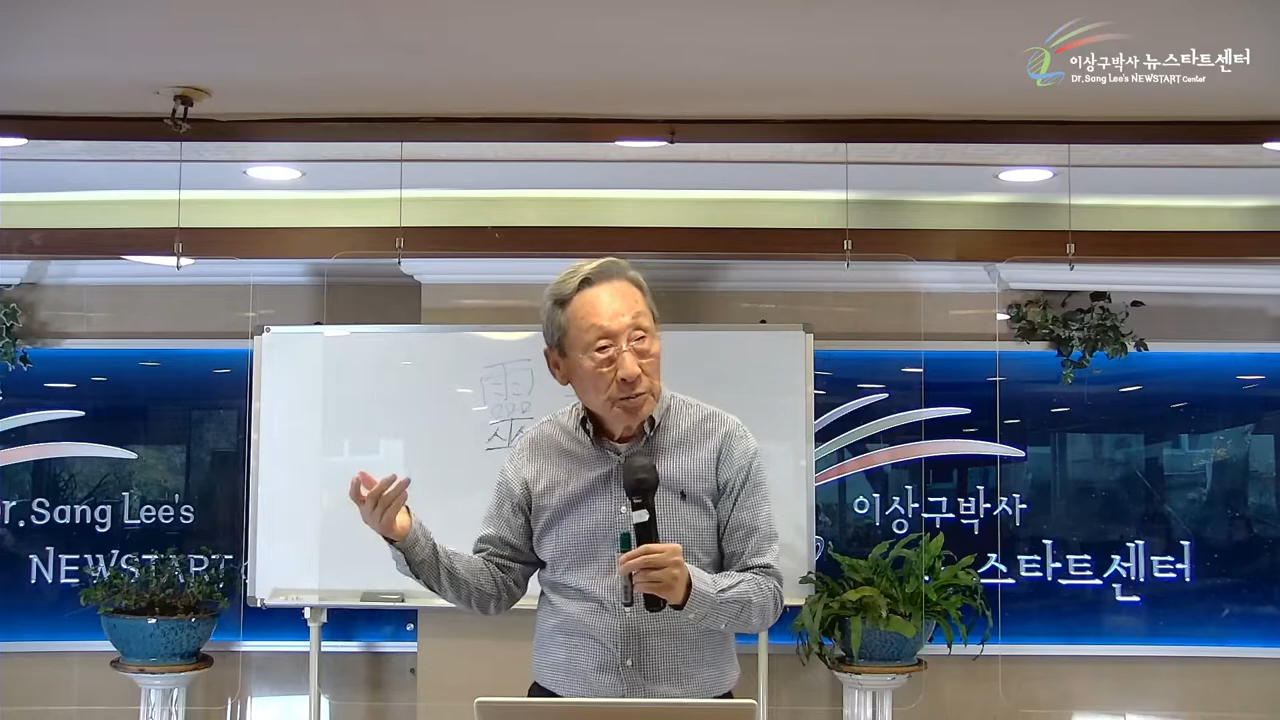 이상구박사 뉴스타트센터
Dr. Sang Lee's NEWSTART Center
靈
r.Sang Lee's
NEWSTART
이상구박사
스타트센터